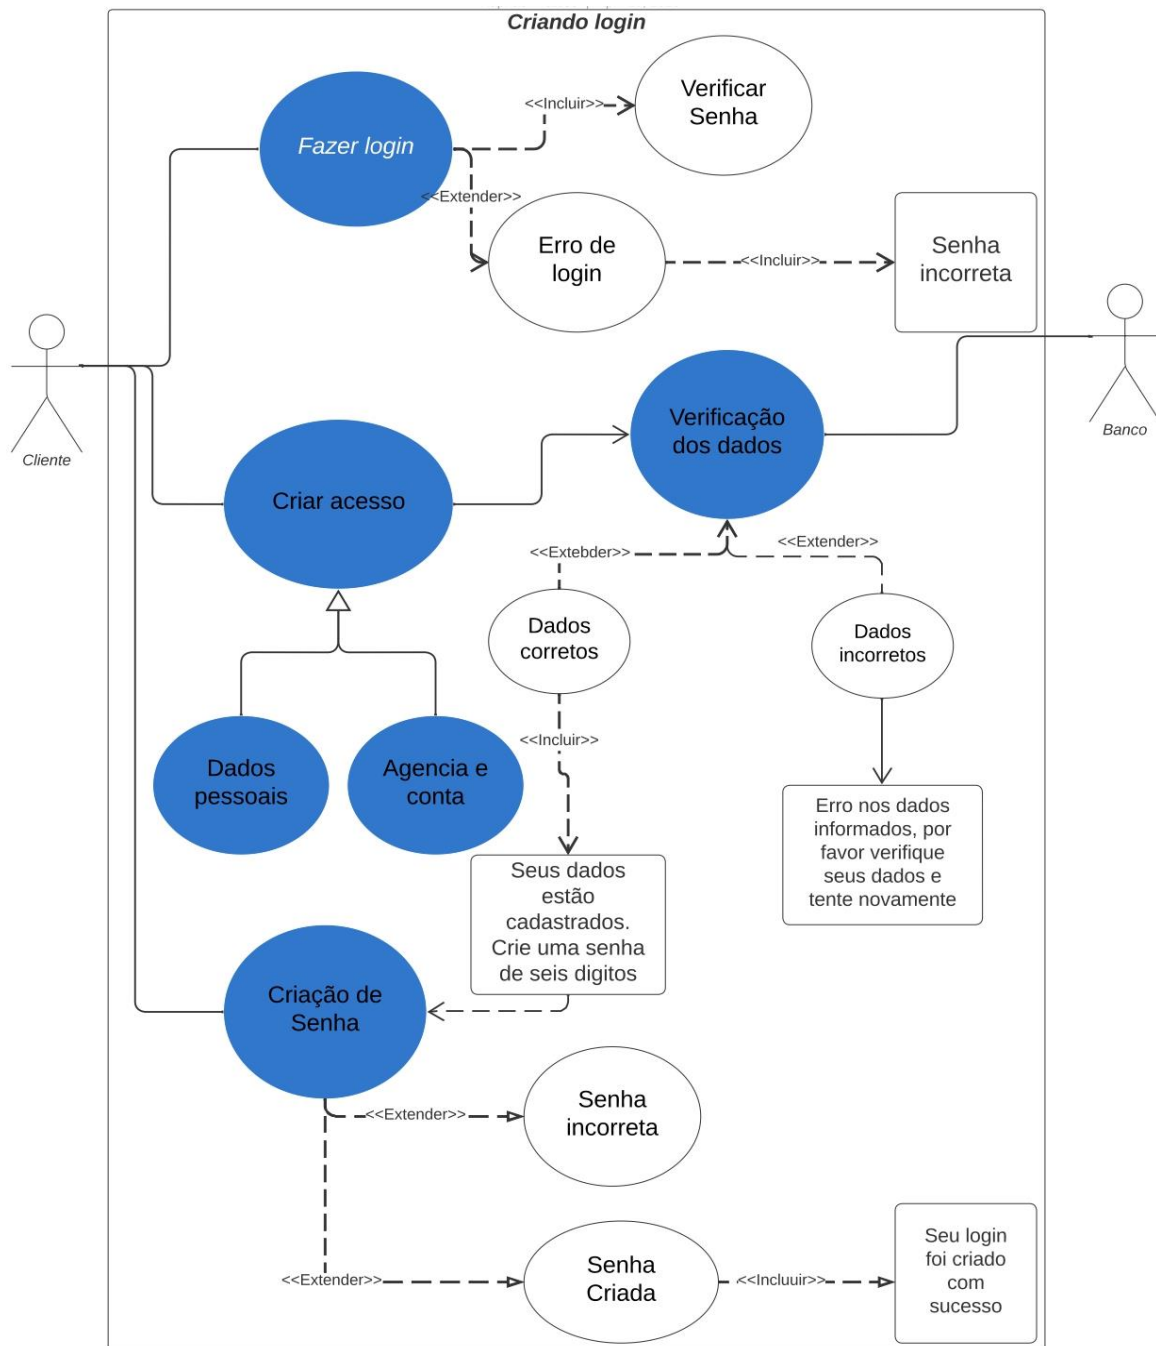 Criando login
Verificar
Senha
<<Incluir>>
Fazer login
<<Extender>>
Erro de
login
<<Incluir>>
Senha
incorreta
Cliente
Banco
Verificação
dos dados
Criar acesso
<<Extebder>>
<<Extender>>
Dados
corretos
Dados
incorretos
<<Incluir>>
Dados
pessoais
Agencia e
conta
Erro nos dados
informados, por
favor verifique
seus dados e
tente novamente
Seus dados
estão
cadastrados.
Crie uma senha
de seis digitos
Criação de
Senha
<<Extender>>
Senha
incorreta
<<Extender>>
Senha
Criada
<<Incluuir>>
Seu login
foi criado
com
sucesso